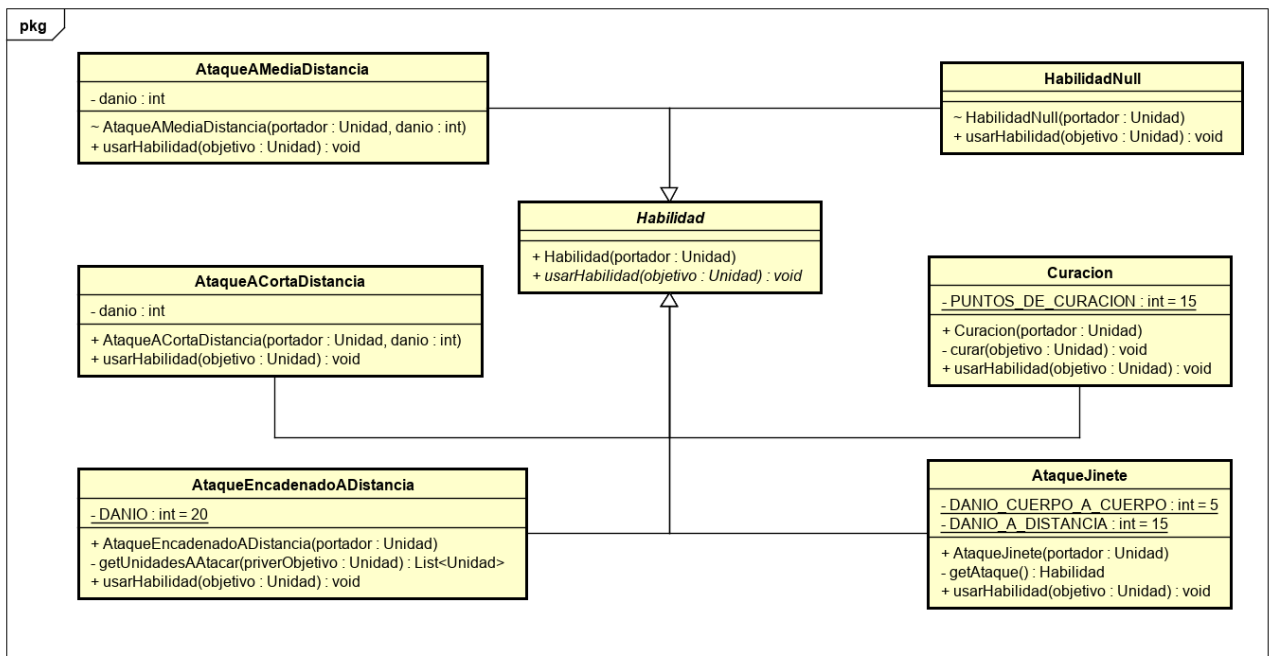 pkg
AtaqueAMediaDistancia
- danio : int
~ AtaqueAMediaDistancia(portador : Unidad, danio : int)
+ usarHabilidad(objetivo : Unidad) : void
HabilidadNull
~ HabilidadNull(portador : Unidad)
+ usarHabilidad(objetivo : Unidad) : void
Habilidad
+ Habilidad(portador : Unidad)
+ usarHabilidad(objetivo : Unidad) : void
AtaqueACortaDistancia
- danio : int
+ AtaqueACortaDistancia(portador : Unidad, danio : int)
+ usarHabilidad(objetivo : Unidad) : void
Curacion
- PUNTOS_DE_CURACION : int = 15
+ Curacion(portador : Unidad)
- curar(objetivo : Unidad) : void
+ usarHabilidad(objetivo : Unidad) : void
AtaqueEncadenadoADistancia
- DANIO : int = 20
+ AtaqueEncadenadoADistancia(portador : Unidad)
- getUnidadesAAtacar(priverObjetivo : Unidad) : List<Unidad>
+ usarHabilidad(objetivo : Unidad) : void
AtaqueJinete
- DANIO_CUERPO_A_CUERPO : int = 5
- DANIO_A_DISTANCIA : int = 15
+ AtaqueJinete(portador : Unidad)
- getAtaque() : Habilidad
+ usarHabilidad(objetivo : Unidad) : void